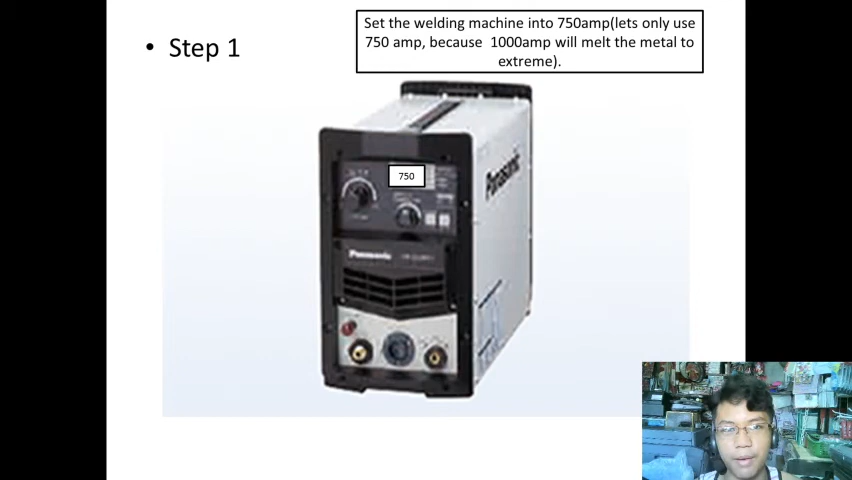 • Step 1
Set the welding machine into 750amp(lets only use
750 amp, because 1000amp will melt the metal to
extreme).
750
Panasonic
Panasonic